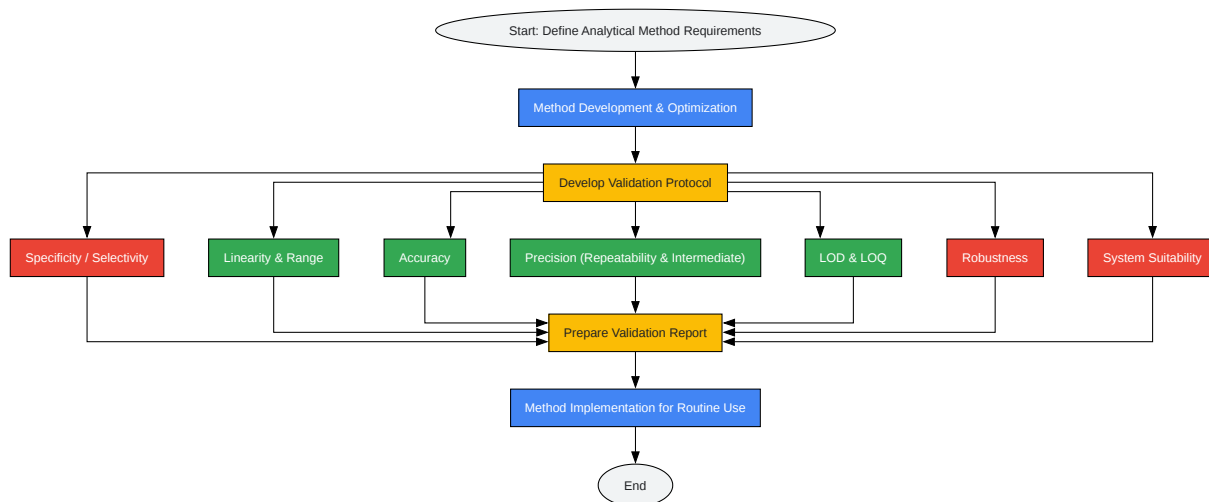 Start: Define Analytical Method Requirements
Method Development & Optimization
Develop Validation Protocol
Specificity / Selectivity
Linearity & Range
Accuracy
Precision (Repeatability & Intermediate)
LOD & LOQ
Robustness
System Suitability
Prepare Validation Report
Method Implementation for Routine Use
End